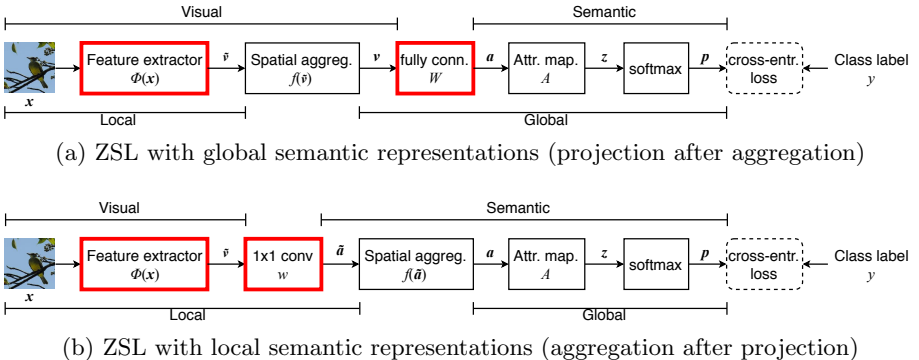 Visual
Semantic
Feature extractor
Φ(x)
ṽ
Spatial aggreg.
f(ṽ)
v
fully conn.
W
a
Attr. map.
A
z
softmax
p
cross-entr.
loss
Class label
y
x
Local
Global
(a) ZSL with global semantic representations (projection after aggregation)
Visual
Semantic
Feature extractor
Φ(x)
ṽ
1x1 conv
w
ã
Spatial aggreg.
f(ã)
a
Attr. map.
A
z
softmax
p
cross-entr.
loss
Class label
y
x
Local
Global
(b) ZSL with local semantic representations (aggregation after projection)